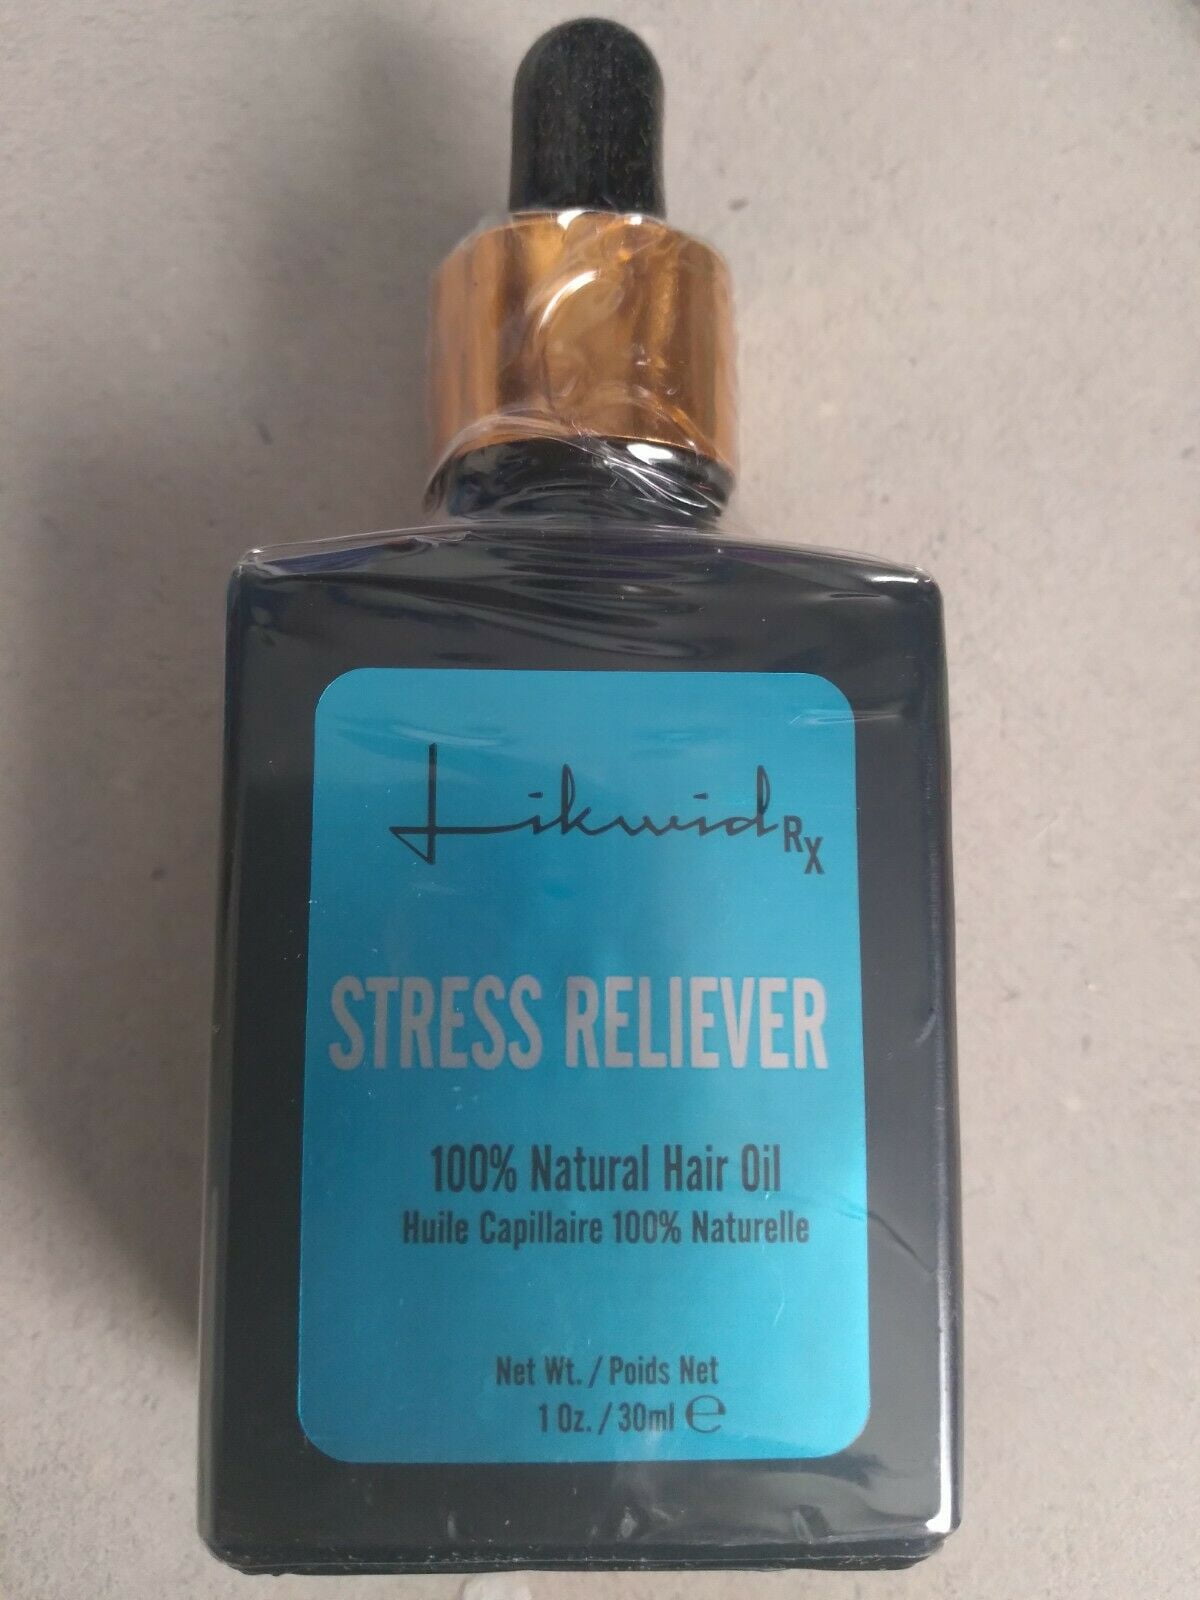 Likwid RX
STRESS RELIEVER
100% Natural Hair Oil
Huile Capillaire 100% Naturelle
Net Wt. / Poids Net
1 Oz. / 30ml ℮